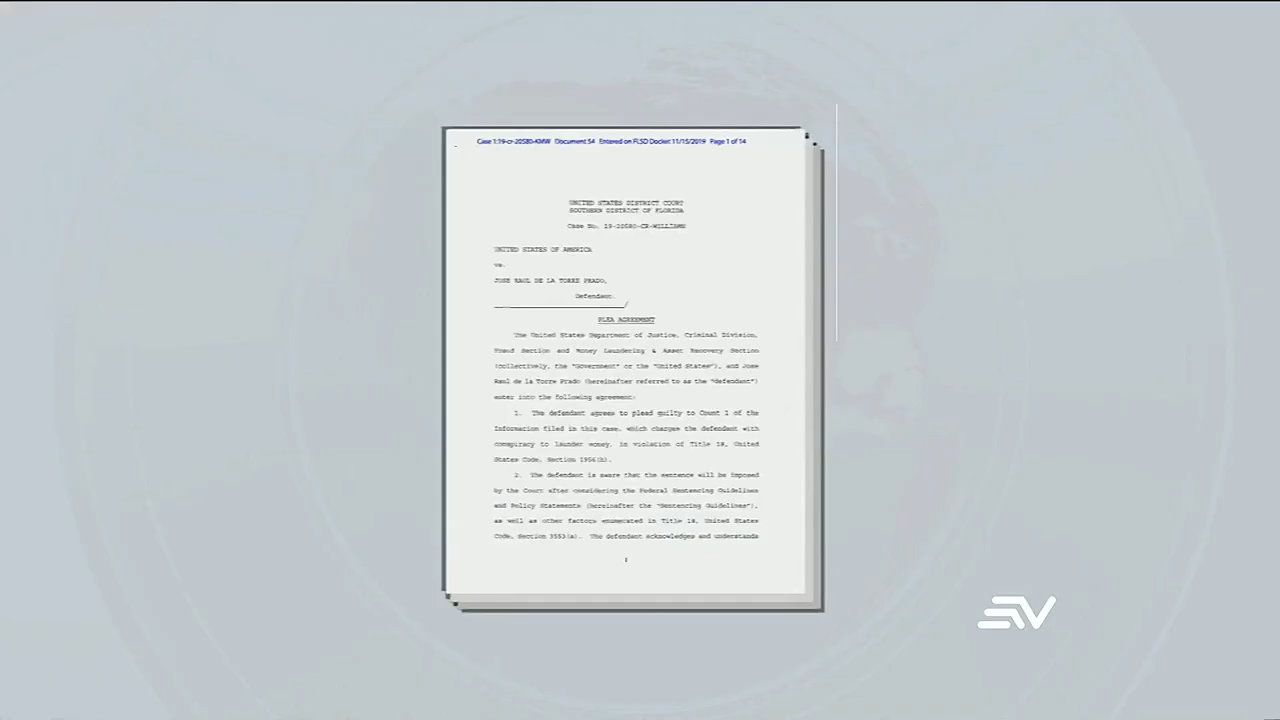 Case 1:19-cr-20580-KMW Document 54 Entered on FLSD Docket 11/15/2019 Page 1 of 14
UNITED STATES DISTRICT COURT
SOUTHERN DISTRICT OF FLORIDA
Case No. 19-20580-CR-WILLIAMS
UNITED STATES OF AMERICA
vs.
JOSE RAUL DE LA TORRE PRADO,
Defendant.
/
PLEA AGREEMENT
The United States Department of Justice, Criminal Division,
Fraud Section and Money Laundering & Asset Recovery Section
(collectively, the "Government" or the "United States"), and Jose
Raul de la Torre Prado (hereinafter referred to as the "defendant")
enter into the following agreement:
1. The defendant agrees to plead guilty to Count 1 of the
Information filed in this case, which charges the defendant with
conspiracy to launder money, in violation of Title 18, United
States Code, Section 1956(h).
2. The defendant is aware that the sentence will be imposed
by the Court after considering the Federal Sentencing Guidelines
and Policy Statements (hereinafter the "Sentencing Guidelines"),
as well as other factors enumerated in Title 18, United States
Code, Section 3553(a). The defendant acknowledges and understands
1